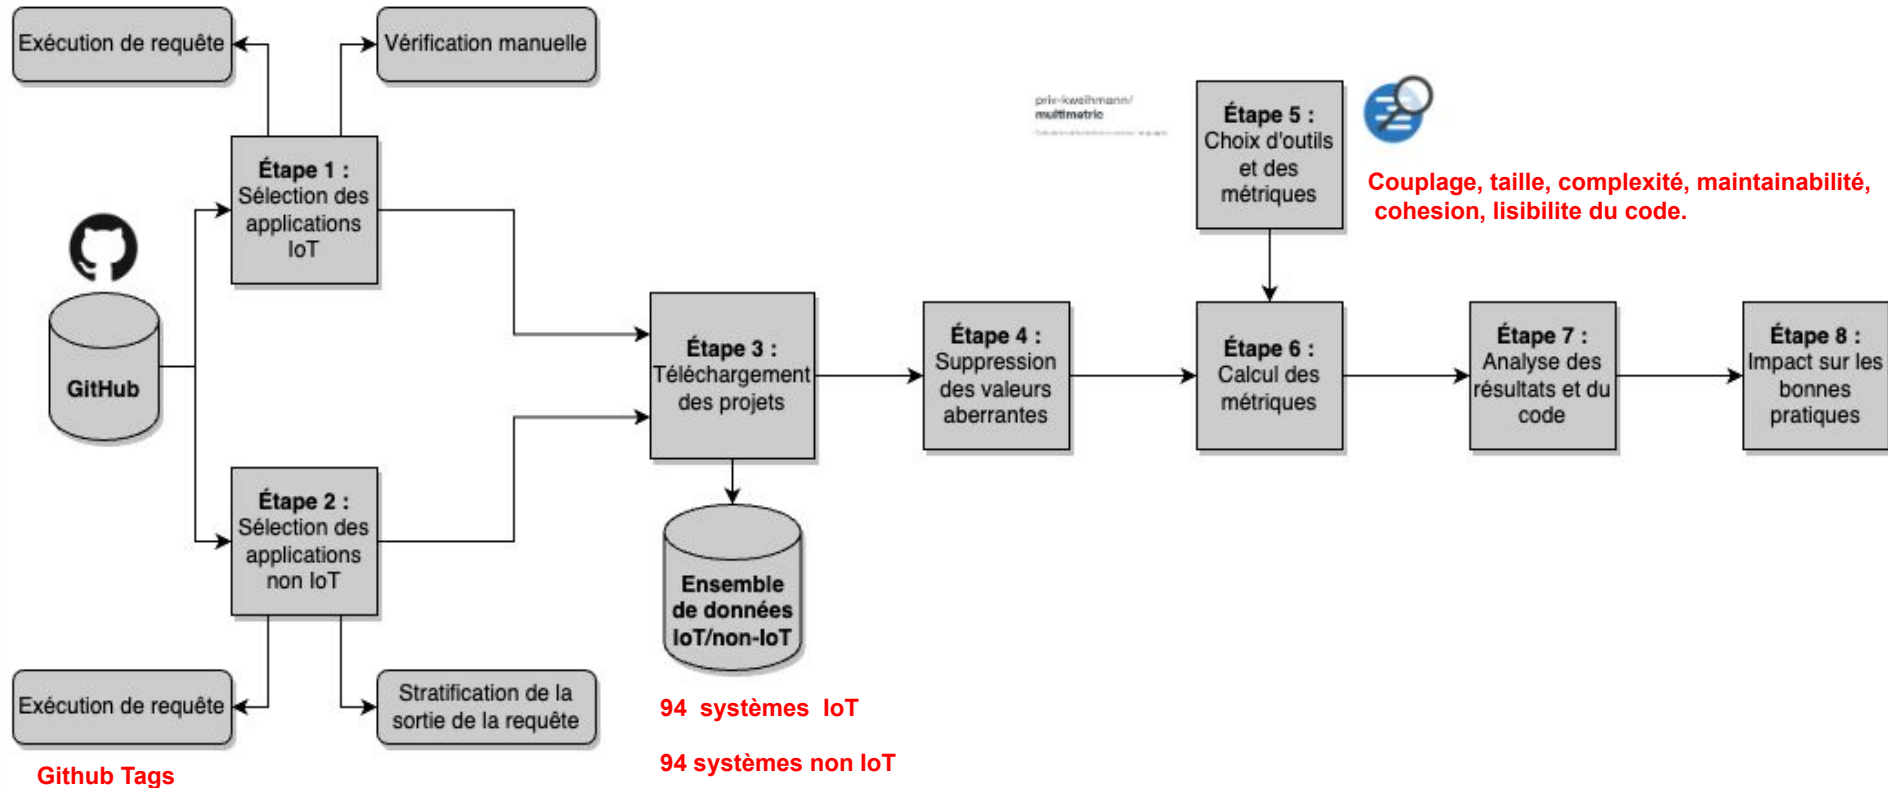 Exécution de requête
Vérification manuelle
Étape 1 :
Sélection des
applications
IoT
GitHub
Étape 2 :
Sélection des
applications
non IoT
Exécution de requête
Stratification de la
sortie de la requête
Github Tags
Étape 3 :
Téléchargement
des projets
Ensemble
de données
IoT/non-IoT
94 systèmes IoT
94 systèmes non IoT
Étape 4 :
Suppression
des valeurs
aberrantes
priv-kweihmann/
multimetric
Étape 5 :
Choix d'outils
et des
métriques
Couplage, taille, complexité, maintainabilité,
cohesion, lisibilite du code.
Étape 6 :
Calcul des
métriques
Étape 7 :
Analyse des
résultats et du
code
Étape 8 :
Impact sur les
bonnes
pratiques